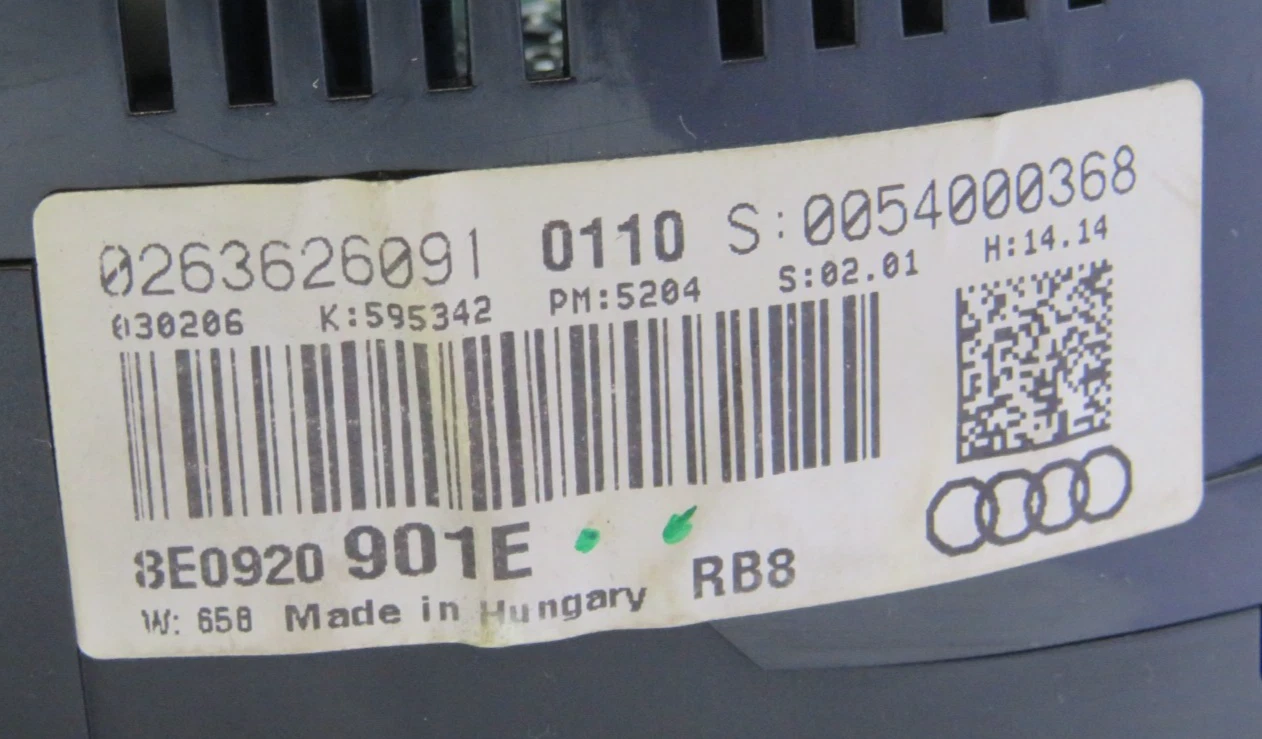 0263626091 0110 S:0054000368
030206 K:595342 PM:5204 S:02.01 H:14.14
8E0920 901E RB8
W: 658 Made in Hungary